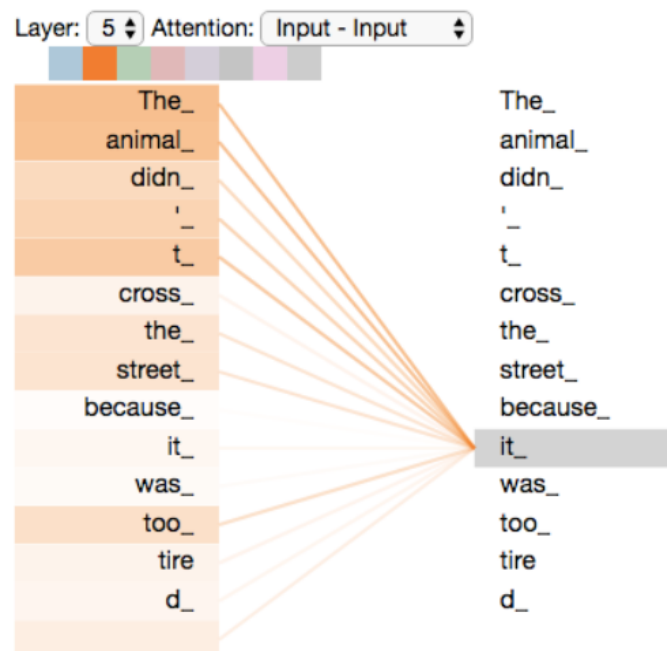 Layer: 5 Attention: Input - Input
The_ The_
animal_ animal_
didn_ didn_
'_ '_
t_ t_
cross_ cross_
the_ the_
street_ street_
because_ because_
it_ it_
was_ was_
too_ too_
tire tire
d_ d_